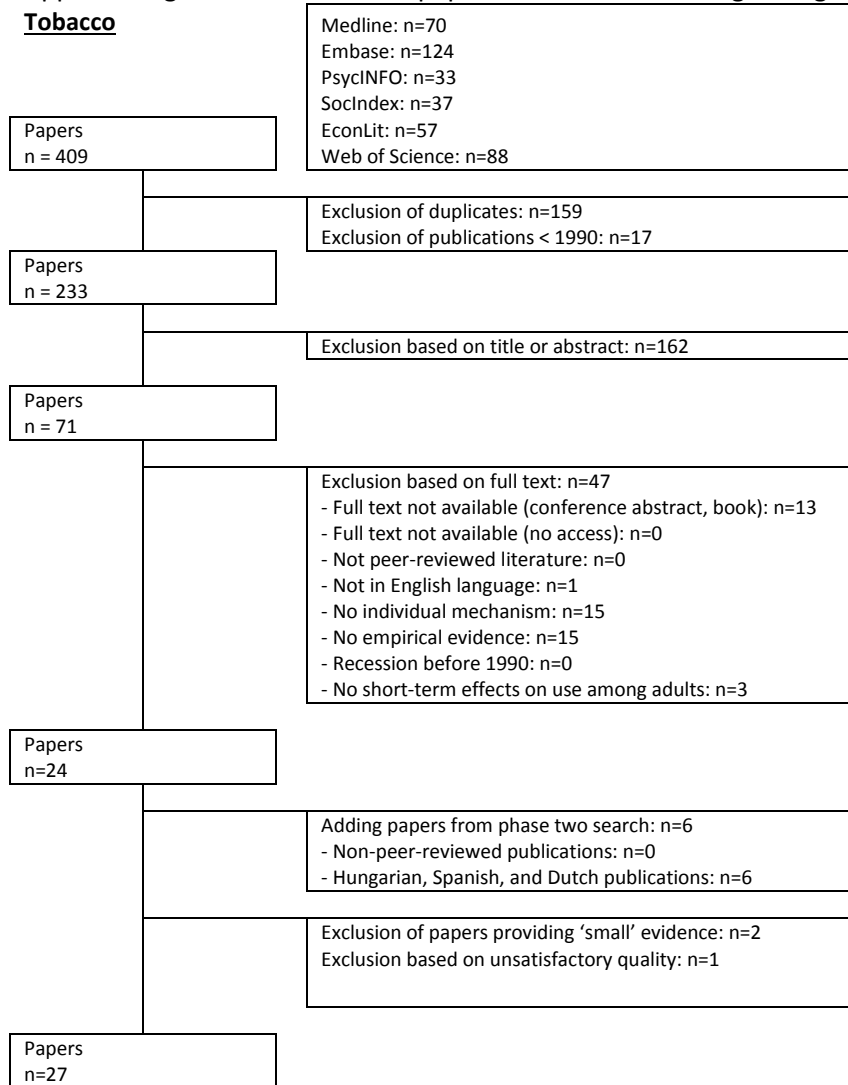 Tobacco
Medline: n=70
Embase: n=124
PsycINFO: n=33
SocIndex: n=37
EconLit: n=57
Web of Science: n=88
Papers
n = 409
Exclusion of duplicates: n=159
Exclusion of publications < 1990: n=17
Papers
n = 233
Exclusion based on title or abstract: n=162
Papers
n = 71
Exclusion based on full text: n=47
- Full text not available (conference abstract, book): n=13
- Full text not available (no access): n=0
- Not peer-reviewed literature: n=0
- Not in English language: n=1
- No individual mechanism: n=15
- No empirical evidence: n=15
- Recession before 1990: n=0
- No short-term effects on use among adults: n=3
Papers
n=24
Adding papers from phase two search: n=6
- Non-peer-reviewed publications: n=0
- Hungarian, Spanish, and Dutch publications: n=6
Exclusion of papers providing ‘small’ evidence: n=2
Exclusion based on unsatisfactory quality: n=1
Papers
n=27